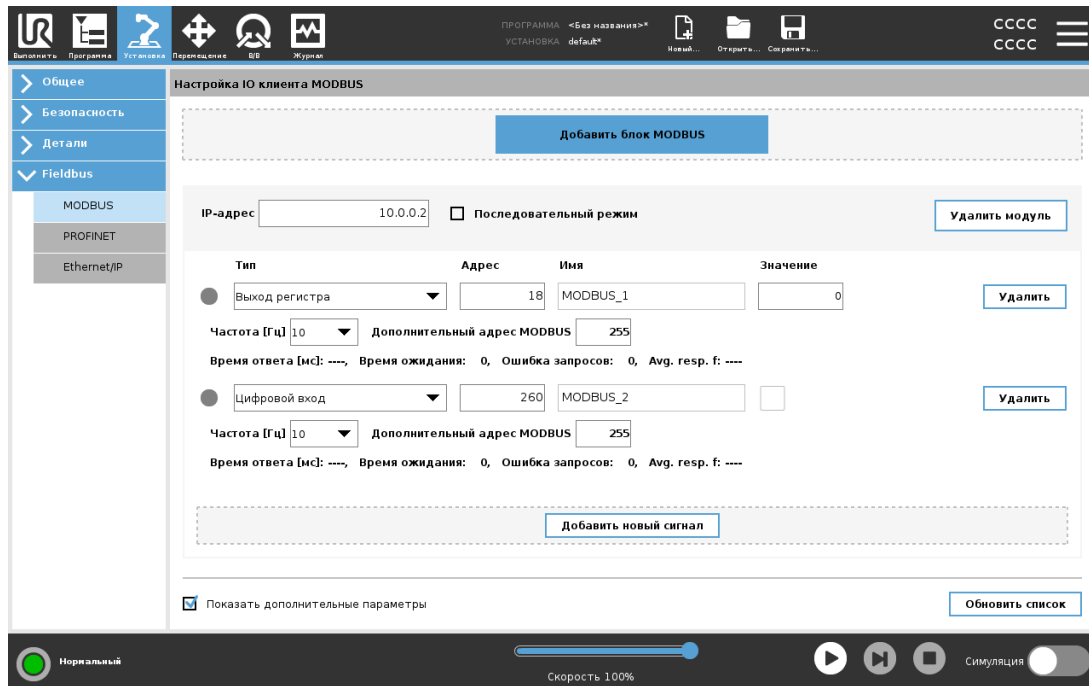 ПРОГРАММА <Без названия>*
УСТАНОВКА default*
UR
Выполнить Программа Установка Перемещение В/В Журнал
Новый... Открыть... Сохранить...
CCCC
CCCC
Общее
Безопасность
Детали
Fieldbus
MODBUS
PROFINET
Ethernet/IP
Настройка IO клиента MODBUS
Добавить блок MODBUS
IP-адрес 10.0.0.2 Последовательный режим Удалить модуль
Тип Адрес Имя Значение
Выход регистра 18 MODBUS_1 0 Удалить
Частота [Гц] 10 Дополнительный адрес MODBUS 255
Время ответа [мс]: ----, Время ожидания: 0, Ошибка запросов: 0, Avg. resp. f: ----
Цифровой вход 260 MODBUS_2 Удалить
Частота [Гц] 10 Дополнительный адрес MODBUS 255
Время ответа [мс]: ----, Время ожидания: 0, Ошибка запросов: 0, Avg. resp. f: ----
Добавить новый сигнал
Показать дополнительные параметры Обновить список
Нормальный
Скорость 100%
Симуляция